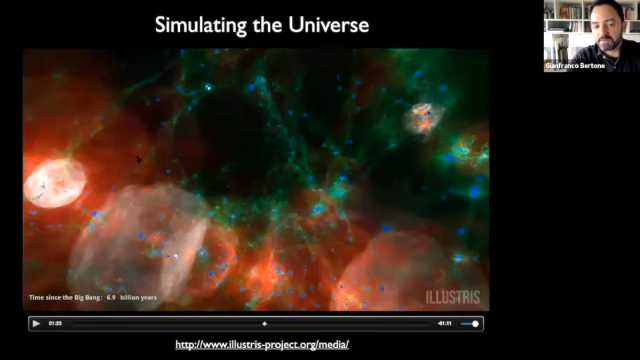 Simulating the Universe
Gianfranco Bertone
Time since the Big Bang: 6.9 billion years
ILLUSTRIS
01:23
-01:11
http://www.illustris-project.org/media/